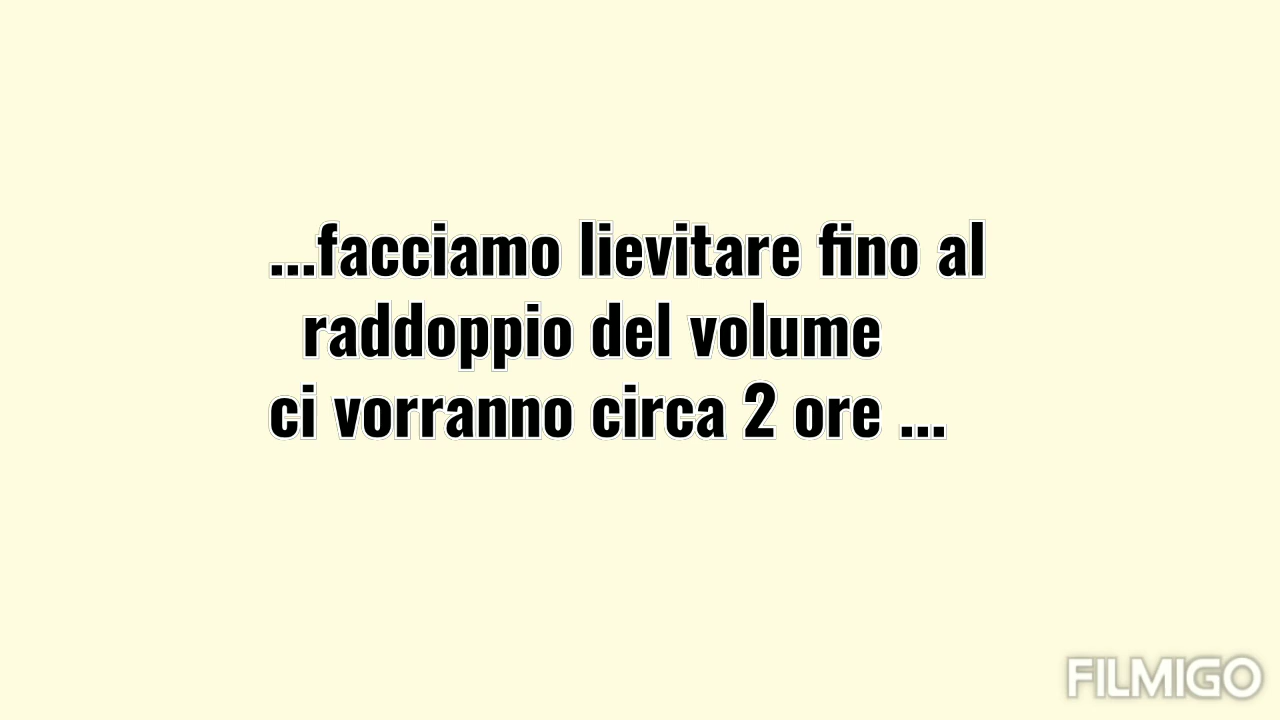 ...facciamo lievitare fino al
raddoppio del volume
ci vorranno circa 2 ore ...
FILMIGO